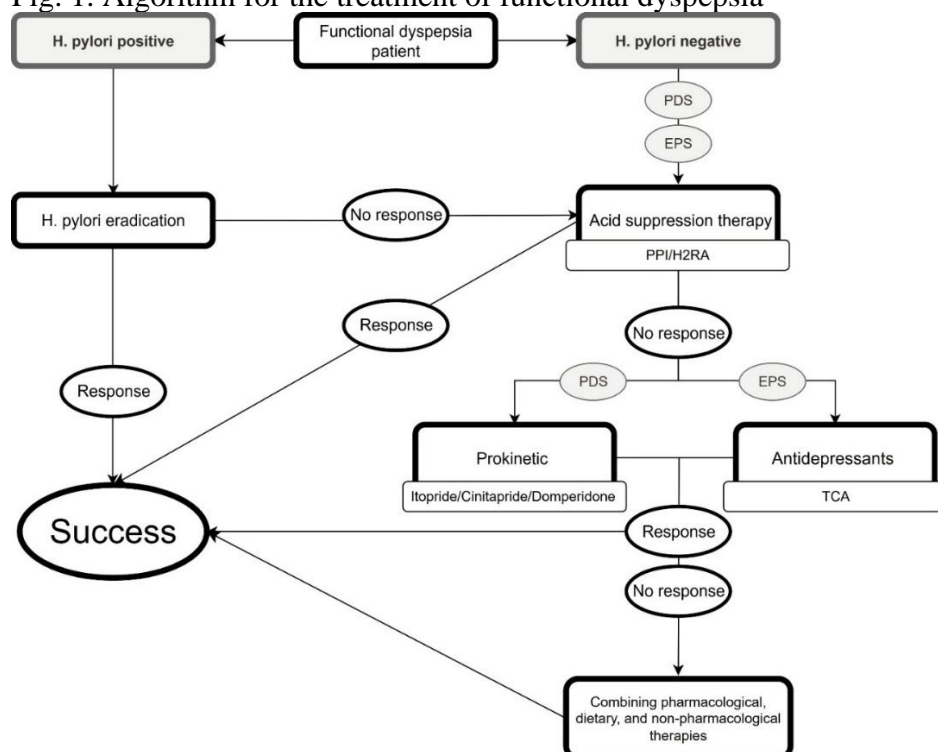 Fig. 1. Algorithm for the treatment of functional dyspepsia
H. pylori positive
Functional dyspepsia
patient
H. pylori negative
PDS
EPS
H. pylori eradication
No response
Acid suppression therapy
PPI/H2RA
Response
No response
Response
PDS
EPS
Prokinetic
Itopride/Cinitapride/Domperidone
Antidepressants
TCA
Success
Response
No response
Combining pharmacological,
dietary, and non-pharmacological
therapies